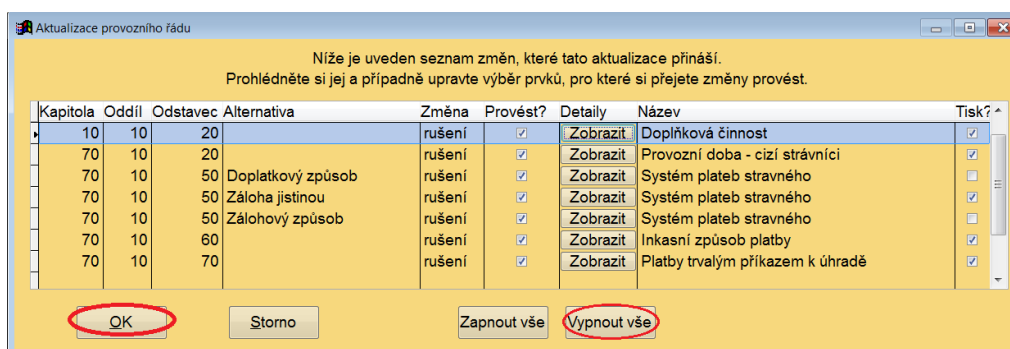 Aktualizace provozního řádu
Níže je uveden seznam změn, které tato aktualizace přináší.
Prohlédněte si jej a případně upravte výběr prvků, pro které si přejete změny provést.
Kapitola Oddíl Odstavec Alternativa Změna Provést? Detaily Název Tisk?
10 10 20 rušení Zobrazit Doplňková činnost
70 10 20 rušení Zobrazit Provozní doba - cizí strávníci
70 10 50 Doplatkový způsob rušení Zobrazit Systém plateb stravného
70 10 50 Záloha jistinou rušení Zobrazit Systém plateb stravného
70 10 50 Zálohový způsob rušení Zobrazit Systém plateb stravného
70 10 60 rušení Zobrazit Inkasní způsob platby
70 10 70 rušení Zobrazit Platby trvalým příkazem k úhradě
OK Storno Zapnout vše Vypnout vše